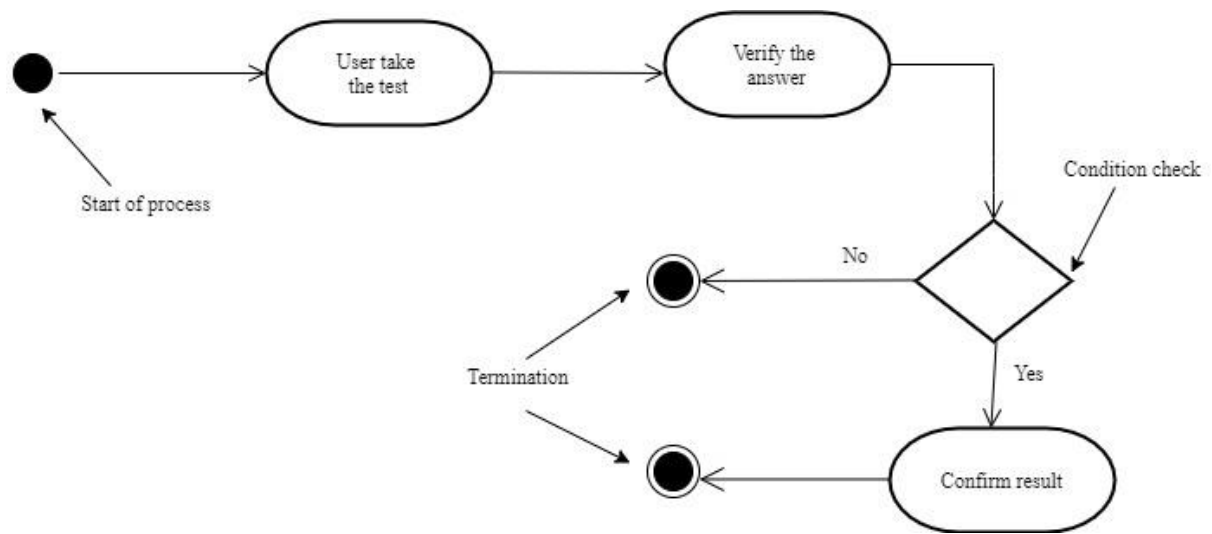 User take
the test
Verify the
answer
Start of process
Condition check
No
Termination
Yes
Confirm result